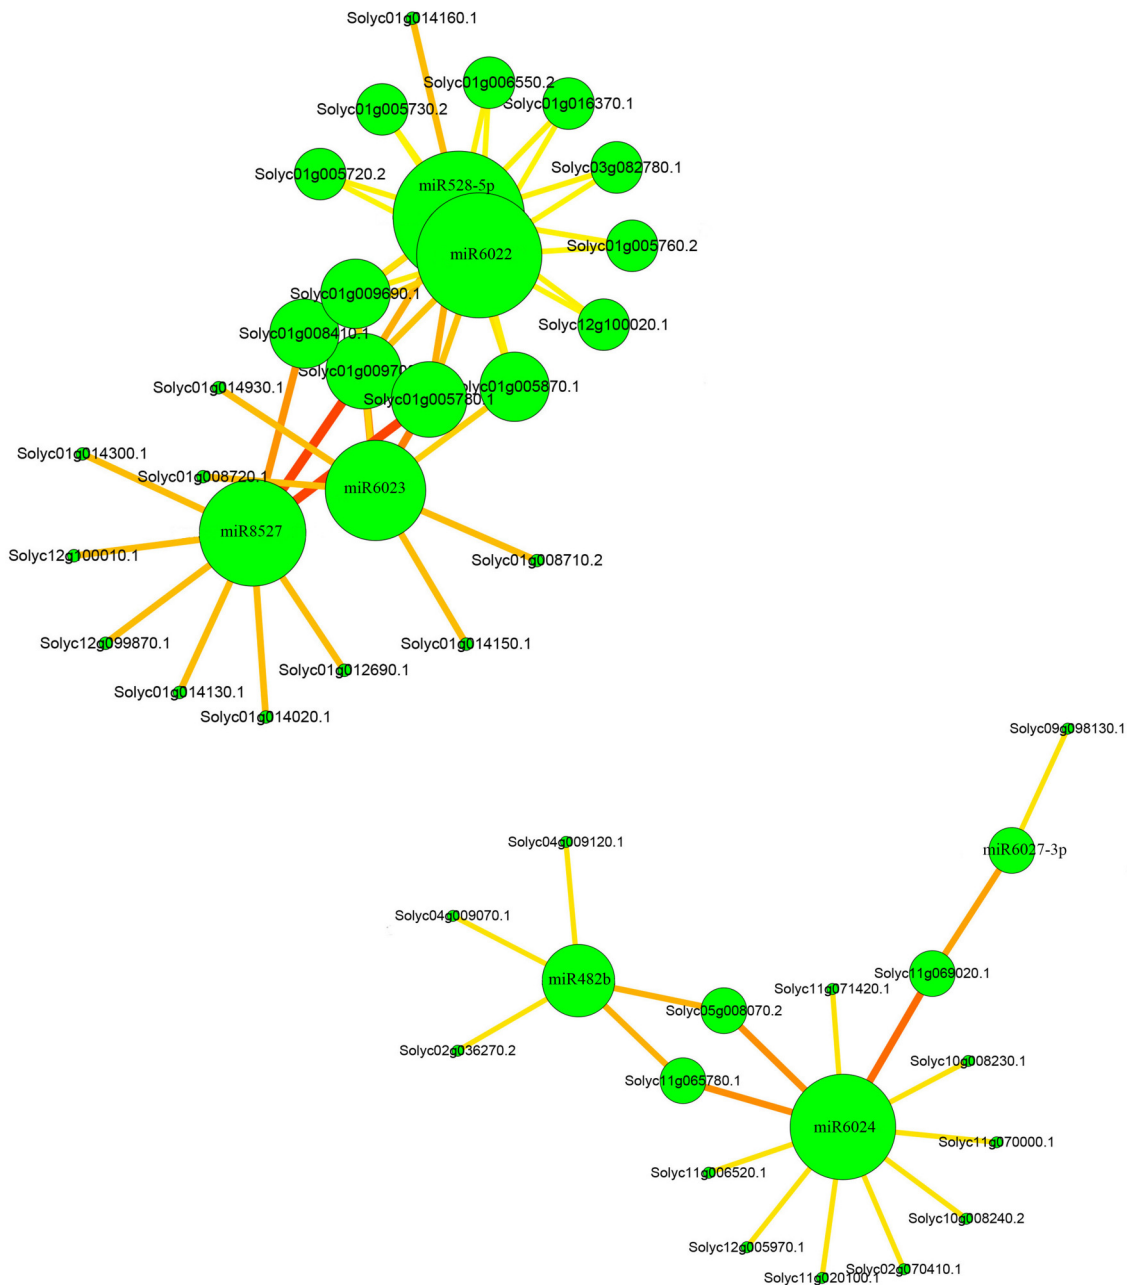 Solyc01g014160.1
Solyc01g006550.2
Solyc01g016370.1
Solyc01g005730.2
Solyc03g082780.1
Solyc01g005720.2
miR528-5p
Solyc01g005760.2
miR6022
Solyc01g009690.1
Solyc12g100020.1
Solyc01g008410.1
Solyc01g014930.1
Solyc01g005870.1
Solyc01g005780.1
Solyc01g014300.1
Solyc01g008720.1
miR6023
miR8527
Solyc12g100010.1
Solyc01g008710.2
Solyc12g099870.1
Solyc01g014150.1
Solyc01g012690.1
Solyc01g014130.1
Solyc01g014020.1
Solyc09g098130.1
Solyc04g009120.1
miR6027-3p
Solyc04g009070.1
Solyc11g069020.1
miR482b
Solyc11g071420.1
Solyc05g008070.2
Solyc02g036270.2
Solyc10g008230.1
Solyc11g065780.1
miR6024
Solyc11g070000.1
Solyc11g006520.1
Solyc10g008240.2
Solyc12g005970.1
Solyc02g070410.1
Solyc11g020100.1